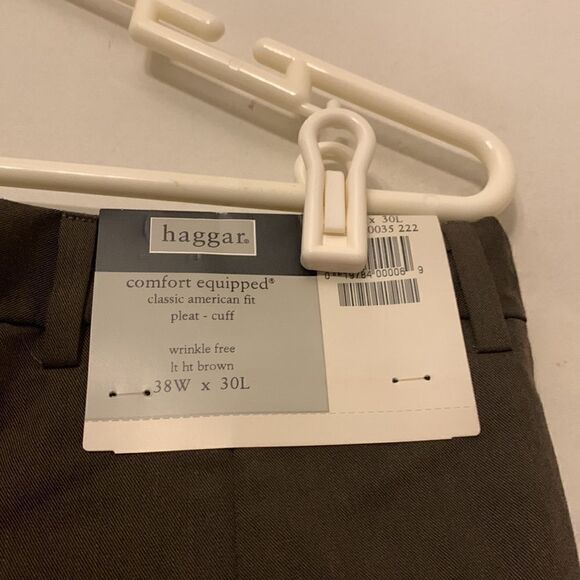 haggar®
comfort equipped®
classic american fit
pleat - cuff
wrinkle free
lt ht brown
38W x 30L
x 30L
0035 222